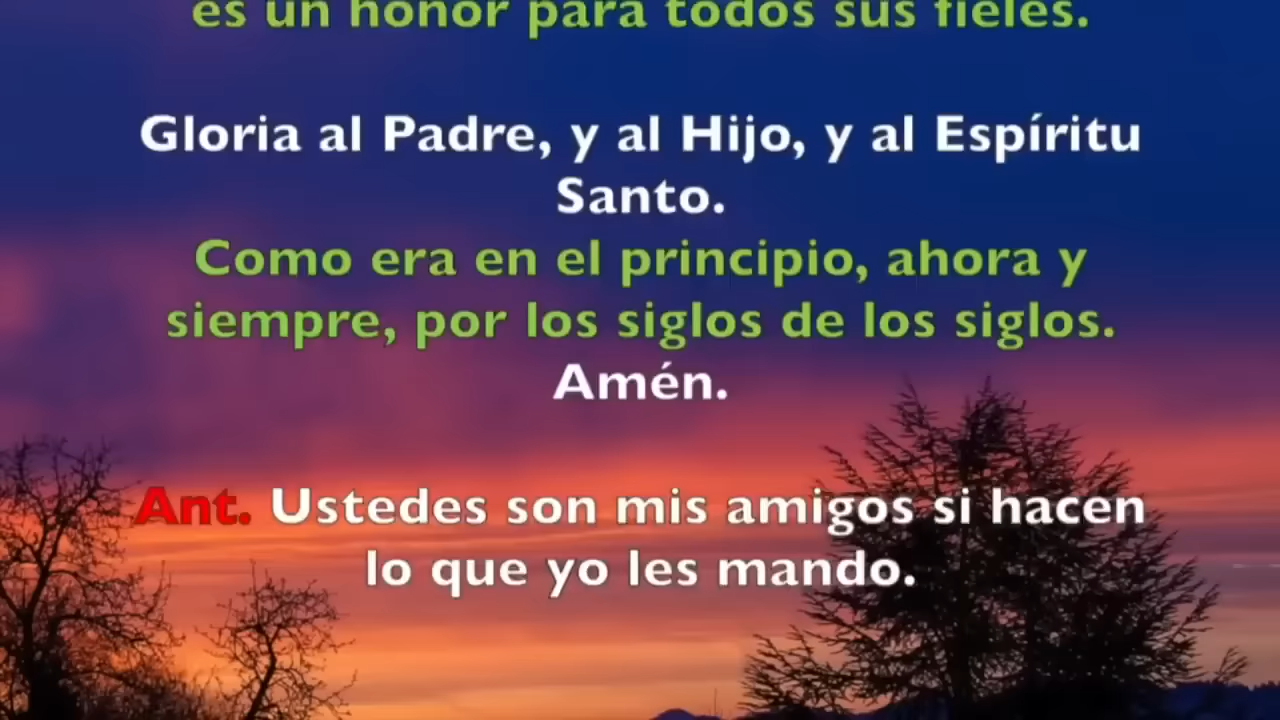 es un honor para todos sus fieles.
Gloria al Padre, y al Hijo, y al Espíritu
Santo.
Como era en el principio, ahora y
siempre, por los siglos de los siglos.
Amén.
Ant. Ustedes son mis amigos si hacen
lo que yo les mando.